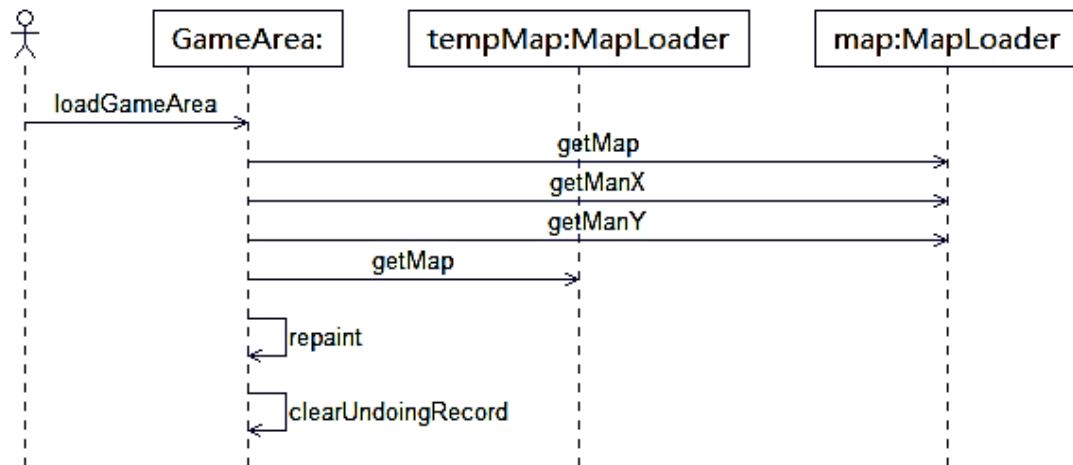 GameArea:
tempMap:MapLoader
map:MapLoader
loadGameArea
getMap
getManX
getManY
getMap
repaint
clearUndoingRecord